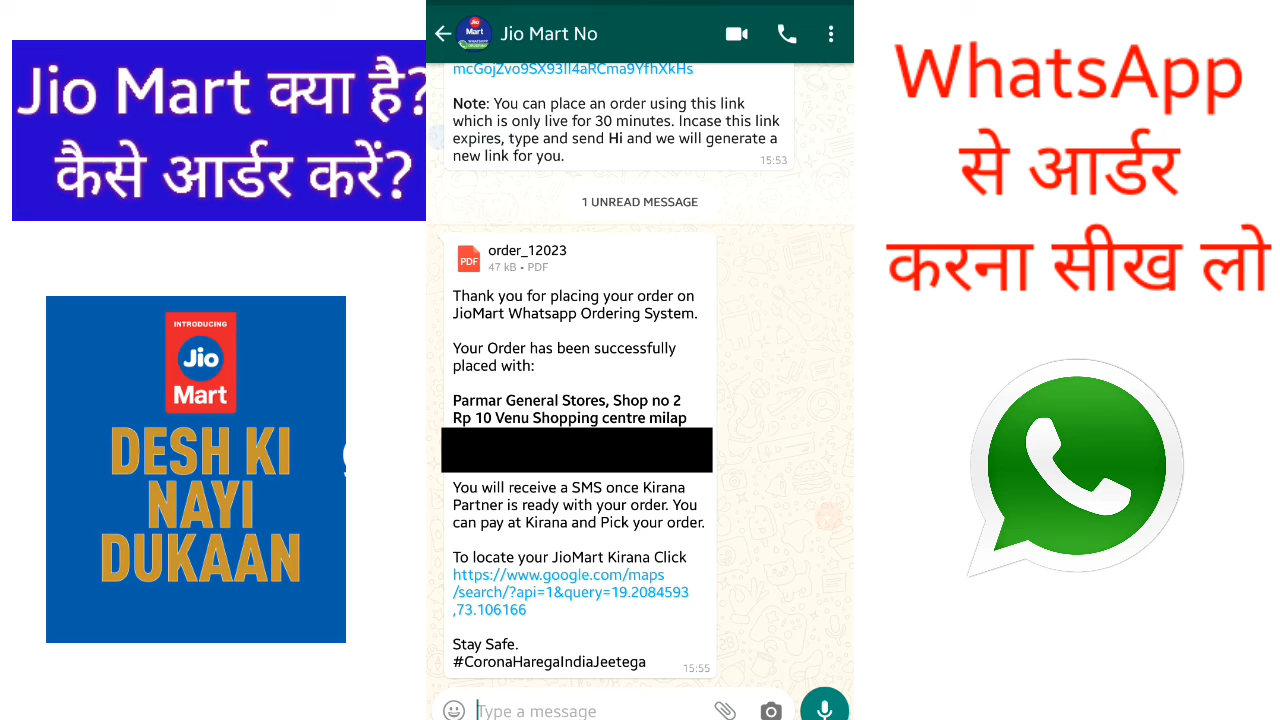 Jio Mart क्या है?
कैसे आर्डर करें?
INTRODUCING
Jio
Mart
DESH KI
NAYI
DUKAAN
Jio
Mart
Jio Mart No
mcGojZvo9SX93Il4aRCma9YfhXkHs
Note: You can place an order using this link
which is only live for 30 minutes. Incase this link
expires, type and send Hi and we will generate a
new link for you.
15:53
1 UNREAD MESSAGE
PDF
order_12023
47 kB • PDF
Thank you for placing your order on
JioMart Whatsapp Ordering System.
Your Order has been successfully
placed with:
Parmar General Stores, Shop no 2
Rp 10 Venu Shopping centre milap
You will receive a SMS once Kirana
Partner is ready with your order. You
can pay at Kirana and Pick your order.
To locate your JioMart Kirana Click
https://www.google.com/maps
/search/?api=1&query=19.2084593
,73.106166
Stay Safe.
#CoronaHaregaIndiaJeetega
15:55
Type a message
WhatsApp
से आर्डर
करना सीख लो